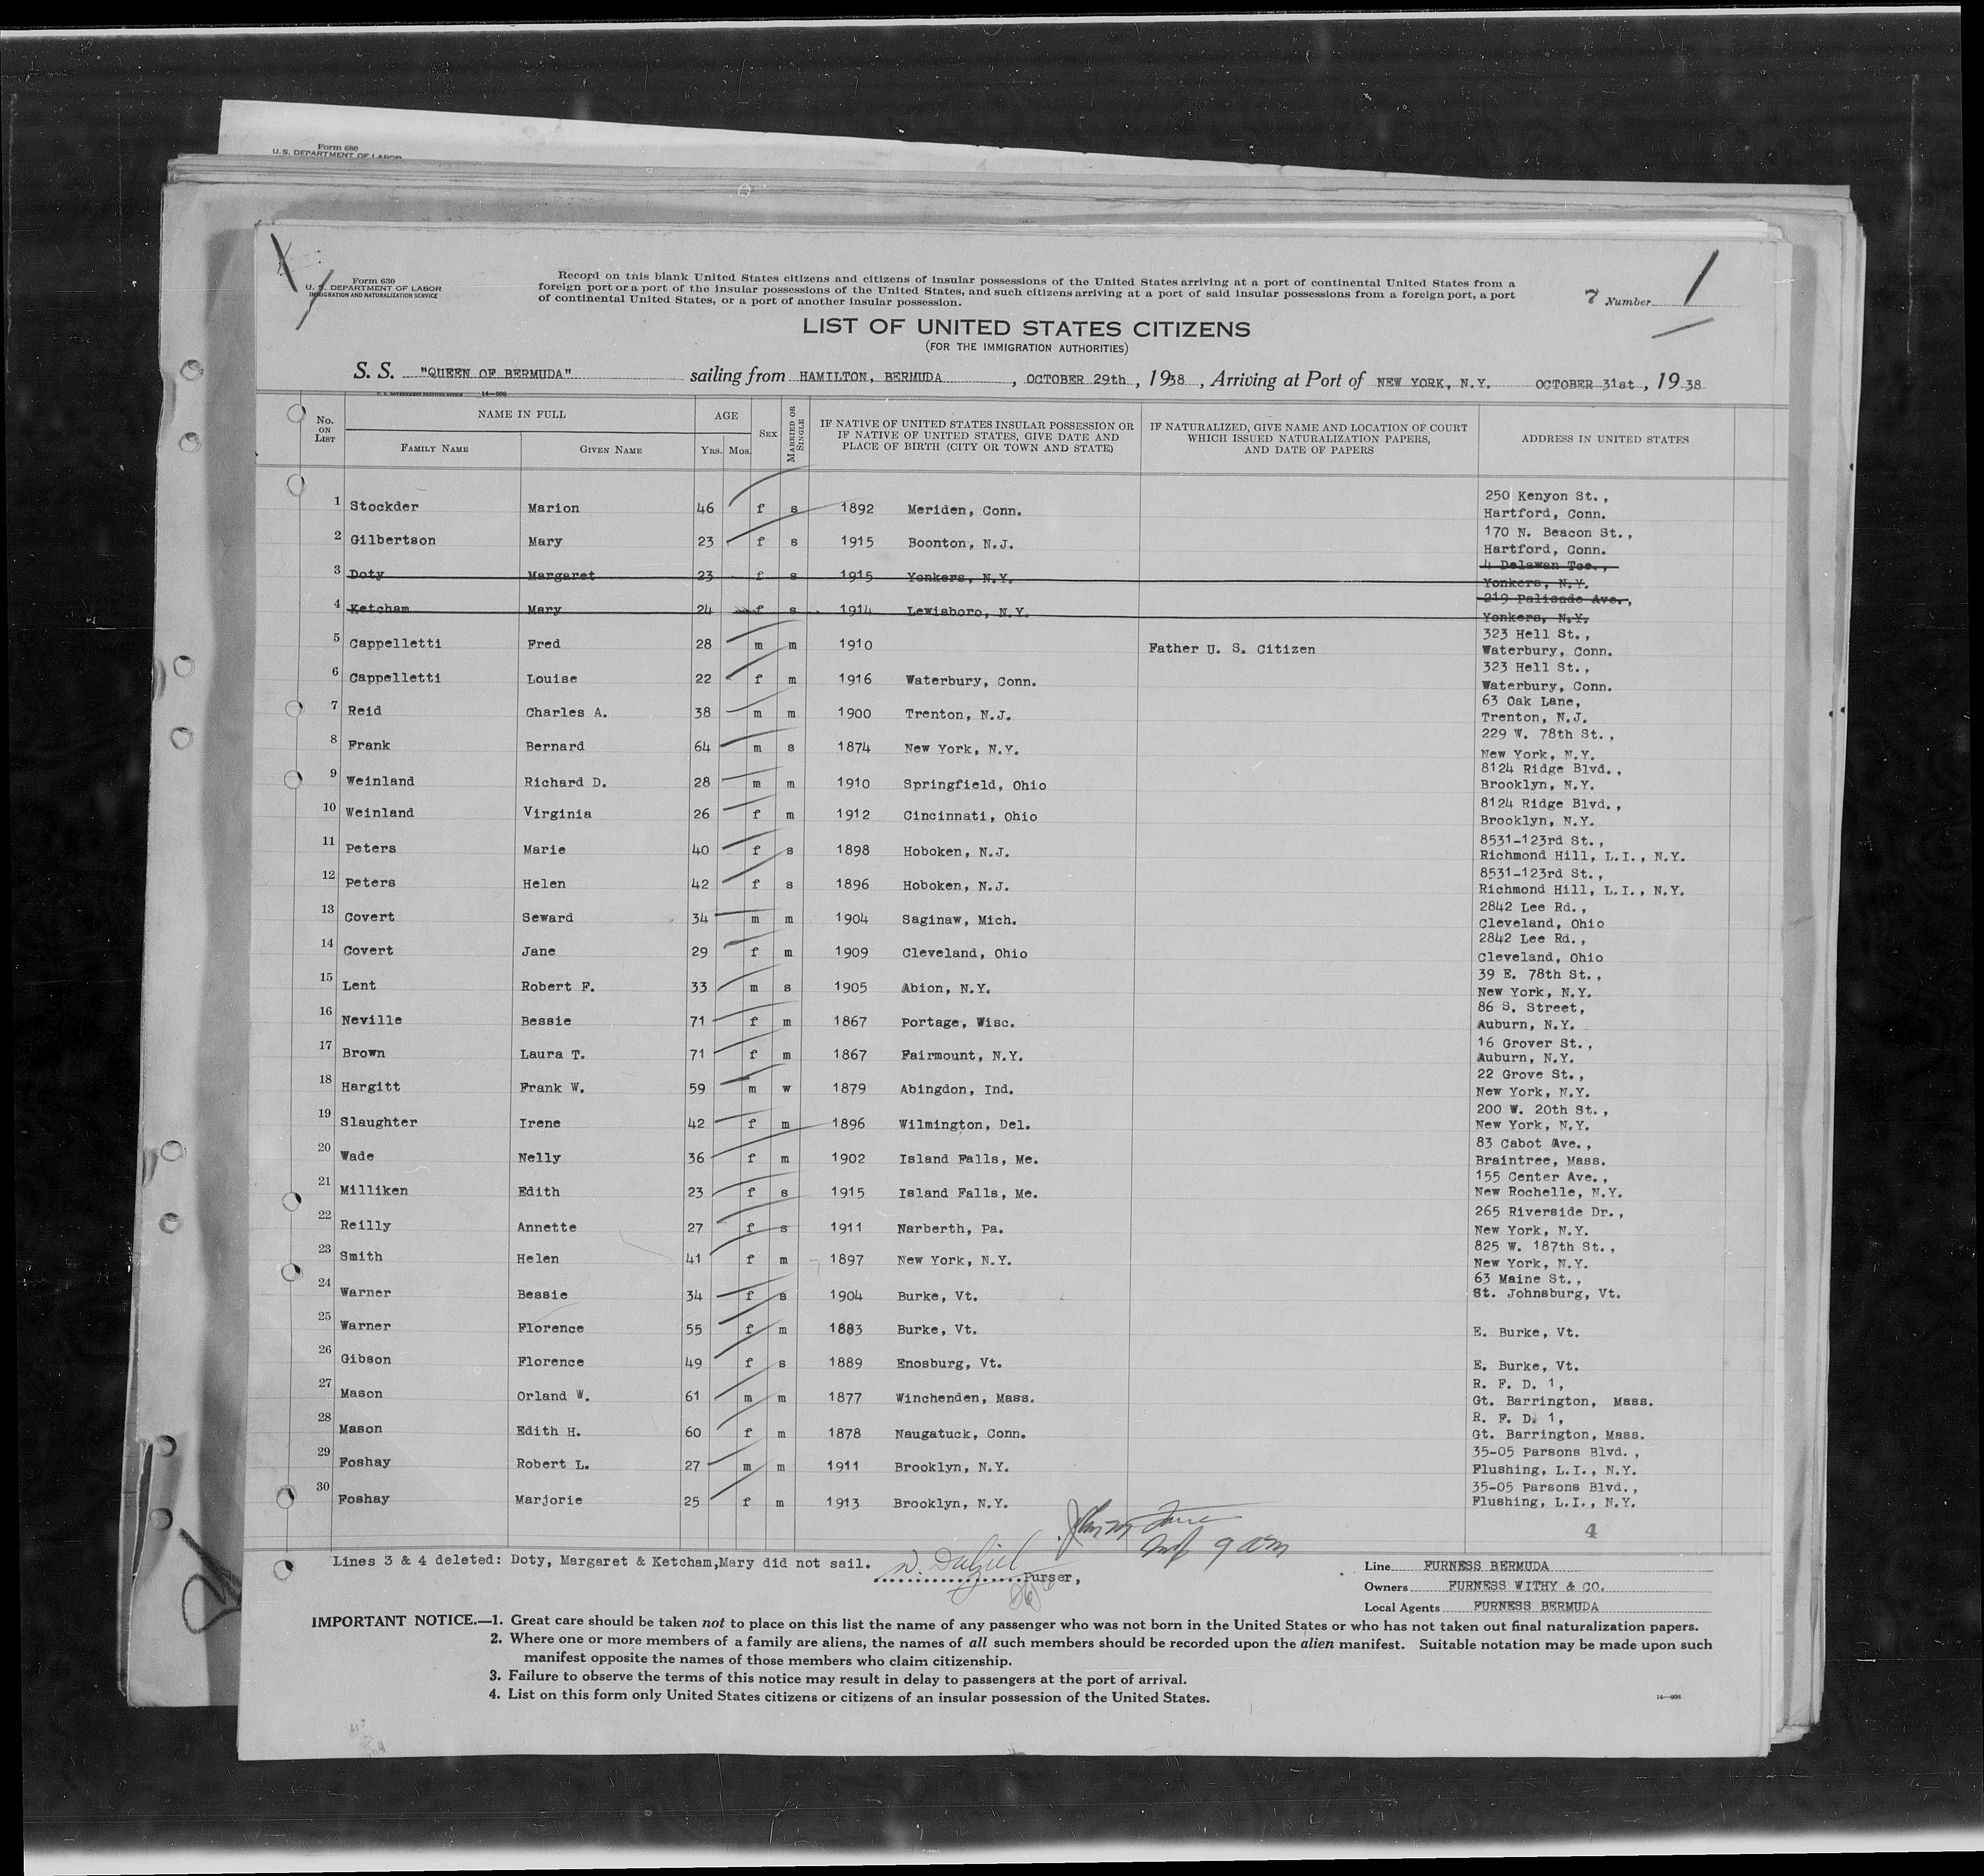 Form 680
U.S. DEPARTMENT OF LABOR
Form 630
U. S. DEPARTMENT OF LABOR
IMMIGRATION AND NATURALIZATION SERVICE
Record on this blank United States citizens and citizens of insular possessions of the United States arriving at a port of continental United States from a
foreign port or a port of the insular possessions of the United States, and such citizens arriving at a port of said insular possessions from a foreign port, a port
of continental United States, or a port of another insular possession.
7 Number 1
LIST OF UNITED STATES CITIZENS
(FOR THE IMMIGRATION AUTHORITIES)
S. S. "QUEEN OF BERMUDA" sailing from HAMILTON, BERMUDA, OCTOBER 29th, 1938, Arriving at Port of NEW YORK, N.Y. OCTOBER 31st, 1938
U. S. GOVERNMENT PRINTING OFFICE 14—608
No. ON LIST NAME IN FULL AGE SEX MARRIED OR SINGLE IF NATIVE OF UNITED STATES INSULAR POSSESSION OR IF NATIVE OF UNITED STATES, GIVE DATE AND PLACE OF BIRTH (CITY OR TOWN AND STATE) IF NATURALIZED, GIVE NAME AND LOCATION OF COURT WHICH ISSUED NATURALIZATION PAPERS, AND DATE OF PAPERS ADDRESS IN UNITED STATES
FAMILY NAME GIVEN NAME YRS. MOS.
1 Stockder Marion 46 f s 1892 Meriden, Conn. 250 Kenyon St., Hartford, Conn.
2 Gilbertson Mary 23 f s 1915 Boonton, N.J. 170 N. Beacon St., Hartford, Conn.
3 Doty Margaret 23 f s 1915 Yonkers, N.Y. 4 Delawan Tce., Yonkers, N.Y.
4 Ketcham Mary 24 f s 1914 Lewisboro, N.Y. 219 Palisade Ave., Yonkers, N.Y.
5 Cappelletti Fred 28 m m 1910 Father U. S. Citizen 323 Hell St., Waterbury, Conn.
6 Cappelletti Louise 22 f m 1916 Waterbury, Conn. 323 Hell St., Waterbury, Conn.
7 Reid Charles A. 38 m m 1900 Trenton, N.J. 63 Oak Lane, Trenton, N.J.
8 Frank Bernard 64 m s 1874 New York, N.Y. 229 W. 78th St., New York, N.Y.
9 Weinland Richard D. 28 m m 1910 Springfield, Ohio 8124 Ridge Blvd., Brooklyn, N.Y.
10 Weinland Virginia 26 f m 1912 Cincinnati, Ohio 8124 Ridge Blvd., Brooklyn, N.Y.
11 Peters Marie 40 f s 1898 Hoboken, N.J. 8531-123rd St., Richmond Hill, L.I., N.Y.
12 Peters Helen 42 f s 1896 Hoboken, N.J. 8531-123rd St., Richmond Hill, L.I., N.Y.
13 Covert Seward 34 m m 1904 Saginaw, Mich. 2842 Lee Rd., Cleveland, Ohio
14 Covert Jane 29 f m 1909 Cleveland, Ohio 2842 Lee Rd., Cleveland, Ohio
15 Lent Robert F. 33 m s 1905 Abion, N.Y. 39 E. 78th St., New York, N.Y.
16 Neville Bessie 71 f m 1867 Portage, Wisc. 86 S. Street, Auburn, N.Y.
17 Brown Laura T. 71 f m 1867 Fairmount, N.Y. 16 Grover St., Auburn, N.Y.
18 Hargitt Frank W. 59 m w 1879 Abingdon, Ind. 22 Grove St., New York, N.Y.
19 Slaughter Irene 42 f m 1896 Wilmington, Del. 200 W. 20th St., New York, N.Y.
20 Wade Nelly 36 f m 1902 Island Falls, Me. 83 Cabot Ave., Braintree, Mass.
21 Milliken Edith 23 f s 1915 Island Falls, Me. 155 Center Ave., New Rochelle, N.Y.
22 Reilly Annette 27 f s 1911 Narberth, Pa. 265 Riverside Dr., New York, N.Y.
23 Smith Helen 41 f m 1897 New York, N.Y. 825 W. 187th St., New York, N.Y.
24 Warner Bessie 34 f s 1904 Burke, Vt. 63 Maine St., St. Johnsburg, Vt.
25 Warner Florence 55 f m 1883 Burke, Vt. E. Burke, Vt.
26 Gibson Florence 49 f s 1889 Enosburg, Vt. E. Burke, Vt.
27 Mason Orland W. 61 m m 1877 Winchenden, Mass. R. F. D. 1, Gt. Barrington, Mass.
28 Mason Edith H. 60 f m 1878 Naugatuck, Conn. R. F. D. 1, Gt. Barrington, Mass.
29 Foshay Robert L. 27 m m 1911 Brooklyn, N.Y. 35-05 Parsons Blvd., Flushing, L.I., N.Y.
30 Foshay Marjorie 25 f m 1913 Brooklyn, N.Y. 35-05 Parsons Blvd., Flushing, L.I., N.Y.
4
9 am
Lines 3 & 4 deleted: Doty, Margaret & Ketcham,Mary did not sail. W. Dalziel Purser,
Line FURNESS BERMUDA
Owners FURNESS WITHY & CO.
Local Agents FURNESS BERMUDA
IMPORTANT NOTICE.—1. Great care should be taken not to place on this list the name of any passenger who was not born in the United States or who has not taken out final naturalization papers.
2. Where one or more members of a family are aliens, the names of all such members should be recorded upon the alien manifest. Suitable notation may be made upon such
manifest opposite the names of those members who claim citizenship.
3. Failure to observe the terms of this notice may result in delay to passengers at the port of arrival.
4. List on this form only United States citizens or citizens of an insular possession of the United States.
14—608